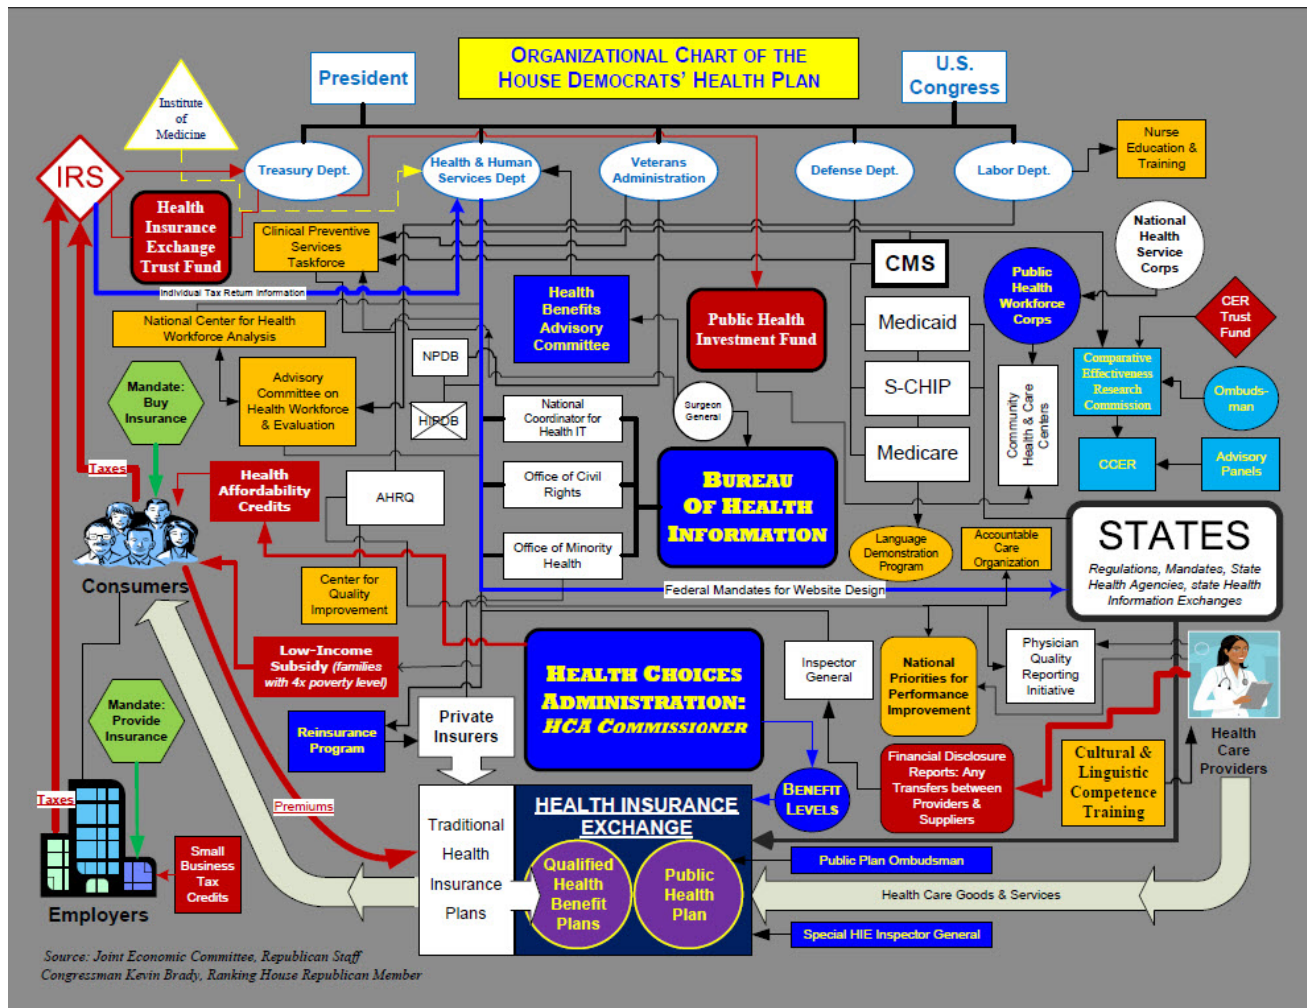 ORGANIZATIONAL CHART OF THE
HOUSE DEMOCRATS' HEALTH PLAN
President
U.S.
Congress
Institute
of
Medicine
IRS
Treasury Dept.
Health & Human
Services Dept
Veterans
Administration
Defense Dept.
Labor Dept.
Nurse
Education &
Training
Health
Insurance
Exchange
Trust Fund
Clinical Preventive
Services
Taskforce
Individual Tax Return Information
CMS
National
Health
Service
Corps
Public
Health
Workforce
Corps
Health
Benefits
Advisory
Committee
Public Health
Investment Fund
Medicaid
S-CHIP
Medicare
CER
Trust
Fund
National Center for Health
Workforce Analysis
NPDB
HIPDB
Advisory
Committee on
Health Workforce
& Evaluation
Mandate:
Buy
Insurance
Surgeon
General
National
Coordinator for
Health IT
Office of Civil
Rights
Office of Minority
Health
Community
Health & Care
Centers
Comparative
Effectiveness
Research
Commission
Ombuds-
man
CCER
Advisory
Panels
Taxes
Health
Affordability
Credits
AHRQ
BUREAU
OF HEALTH
INFORMATION
Language
Demonstration
Program
Accountable
Care
Organization
STATES
Regulations, Mandates, State
Health Agencies, state Health
Information Exchanges
Consumers
Center for
Quality
Improvement
Federal Mandates for Website Design
Low-Income
Subsidy (families
with 4x poverty level)
HEALTH CHOICES
ADMINISTRATION:
HCA COMMISSIONER
Inspector
General
National
Priorities for
Performance
Improvement
Physician
Quality
Reporting
Initiative
Health
Care
Providers
Mandate:
Provide
Insurance
Reinsurance
Program
Private
Insurers
Financial Disclosure
Reports: Any
Transfers between
Providers &
Suppliers
Cultural &
Linguistic
Competence
Training
Taxes
Premiums
BENEFIT
LEVELS
Traditional
Health
Insurance
Plans
HEALTH INSURANCE
EXCHANGE
Qualified
Health
Benefit
Plans
Public
Health
Plan
Public Plan Ombudsman
Health Care Goods & Services
Special HIE Inspector General
Small
Business
Tax
Credits
Employers
Source: Joint Economic Committee, Republican Staff
Congressman Kevin Brady, Ranking House Republican Member